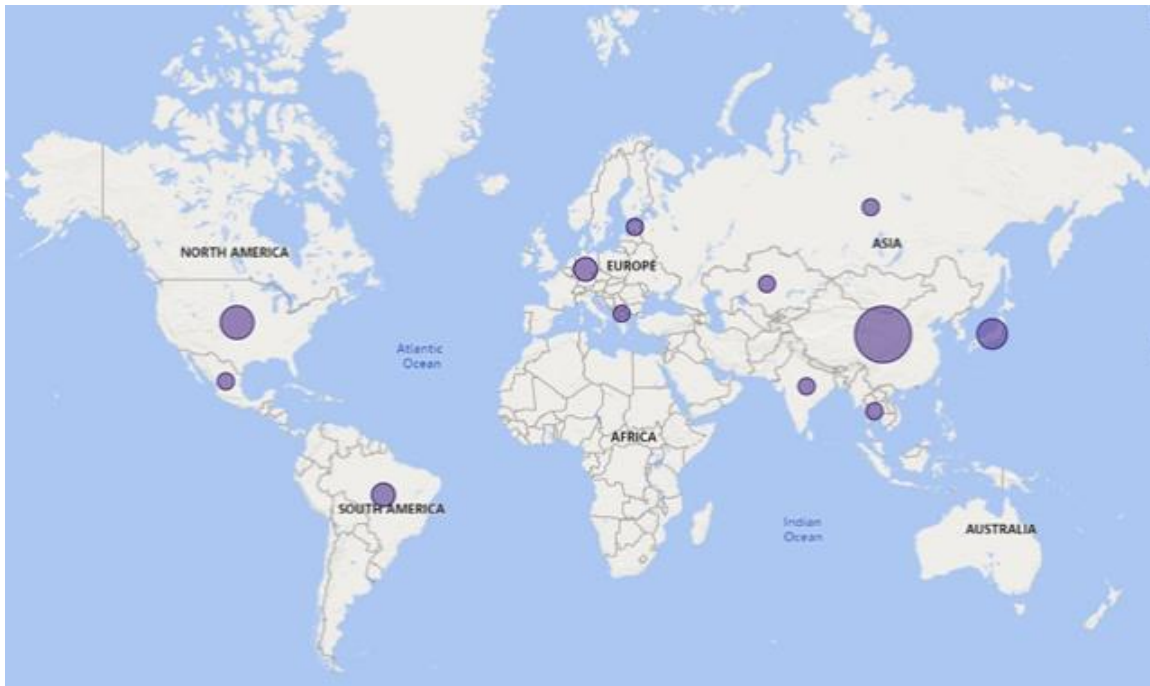 NORTH AMERICA
ASIA
EUROPE
Atlantic
Ocean
AFRICA
SOUTH AMERICA
Indian
Ocean
AUSTRALIA